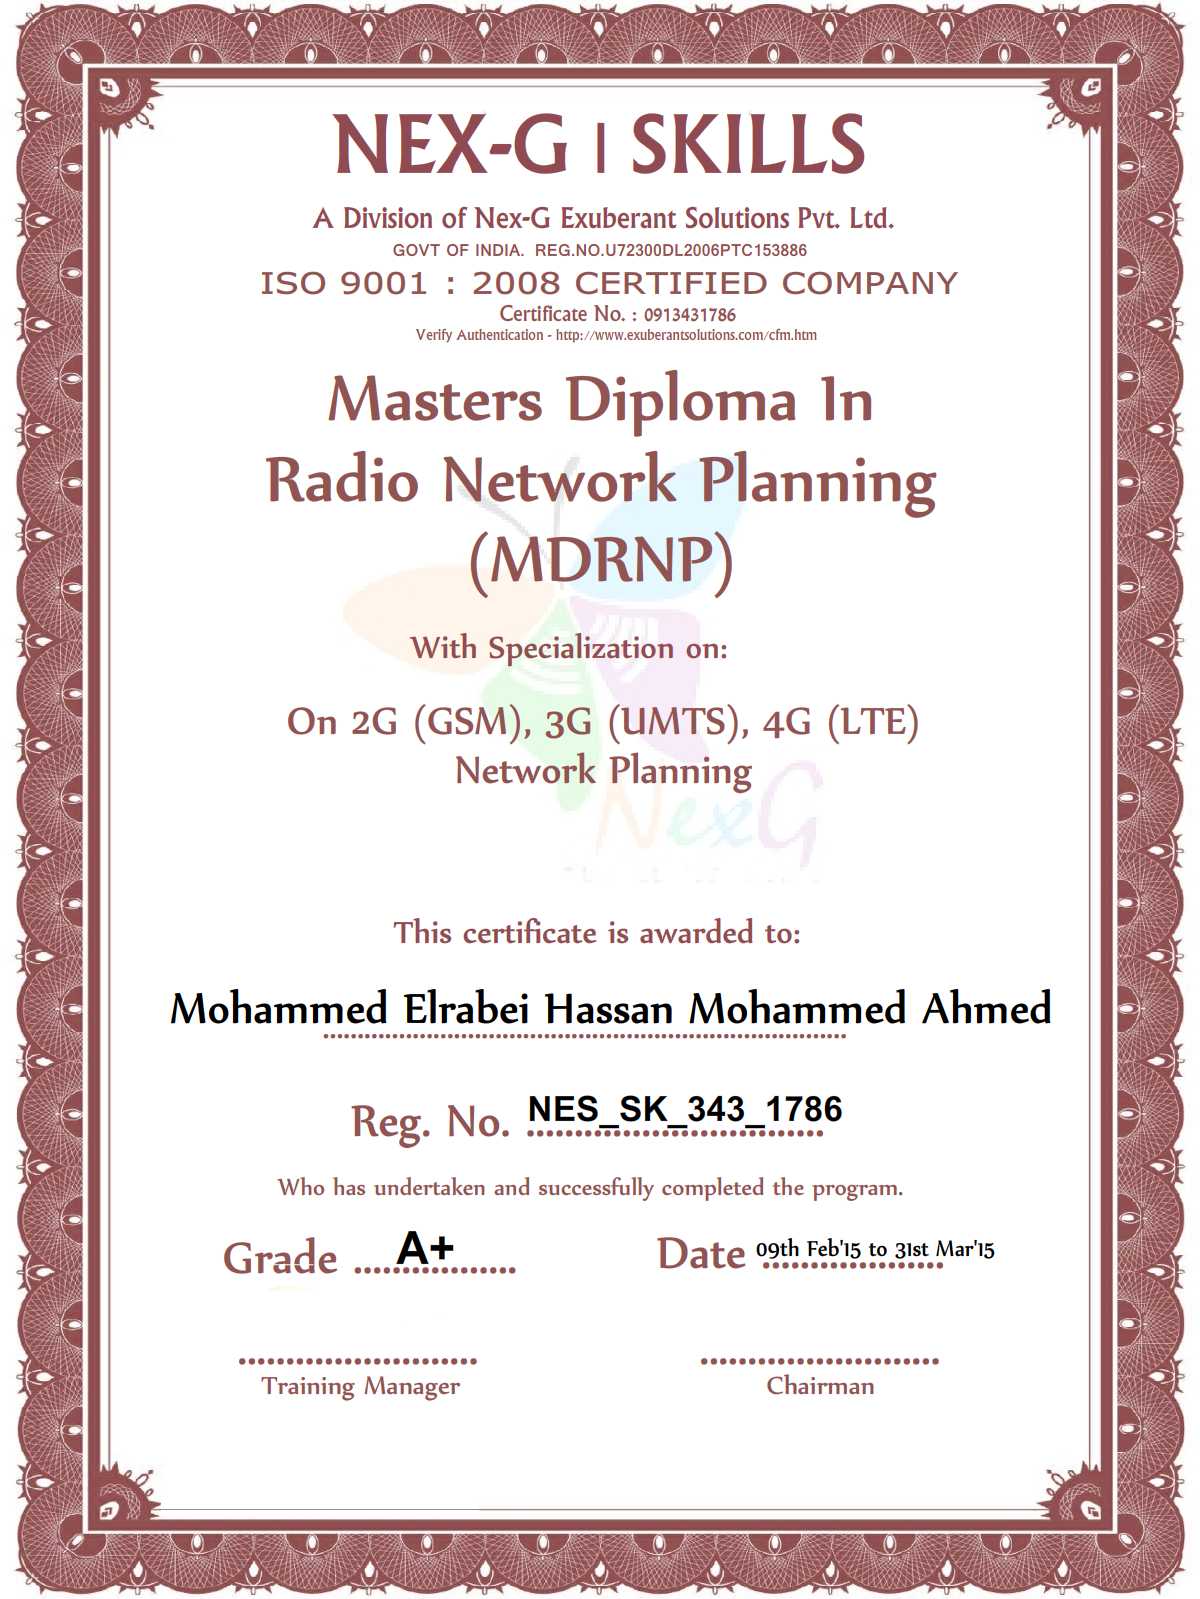 NEX-G | SKILLS
A Division of Nex-G Exuberant Solutions Pvt. Ltd.
GOVT OF INDIA. REG.NO.U72300DL2006PTC153886
ISO 9001 : 2008 CERTIFIED COMPANY
Certificate No. : 0913431786
Verify Authentication - http://www.exuberantsolutions.com/cfm.htm
Masters Diploma In
Radio Network Planning
(MDRNP)
With Specialization on:
On 2G (GSM), 3G (UMTS), 4G (LTE)
Network Planning
NexG
This certificate is awarded to:
Mohammed Elrabei Hassan Mohammed Ahmed
Reg. No. NES_SK_343_1786
Who has undertaken and successfully completed the program.
Grade A+ Date 09th Feb'15 to 31st Mar'15
Training Manager Chairman